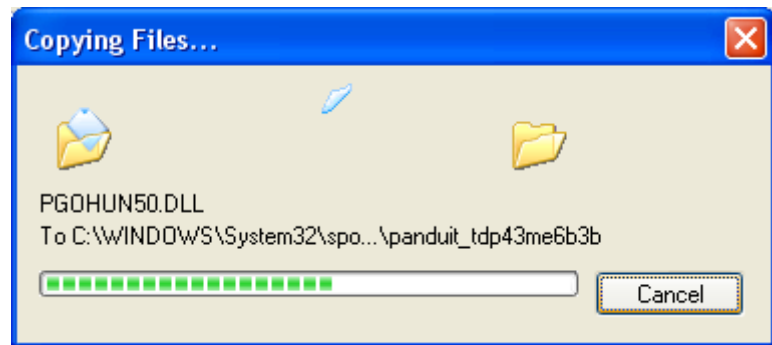 Copying Files...
PGOHUN50.DLL
To C:\WINDOWS\System32\spo...\panduit_tdp43me6b3b
Cancel